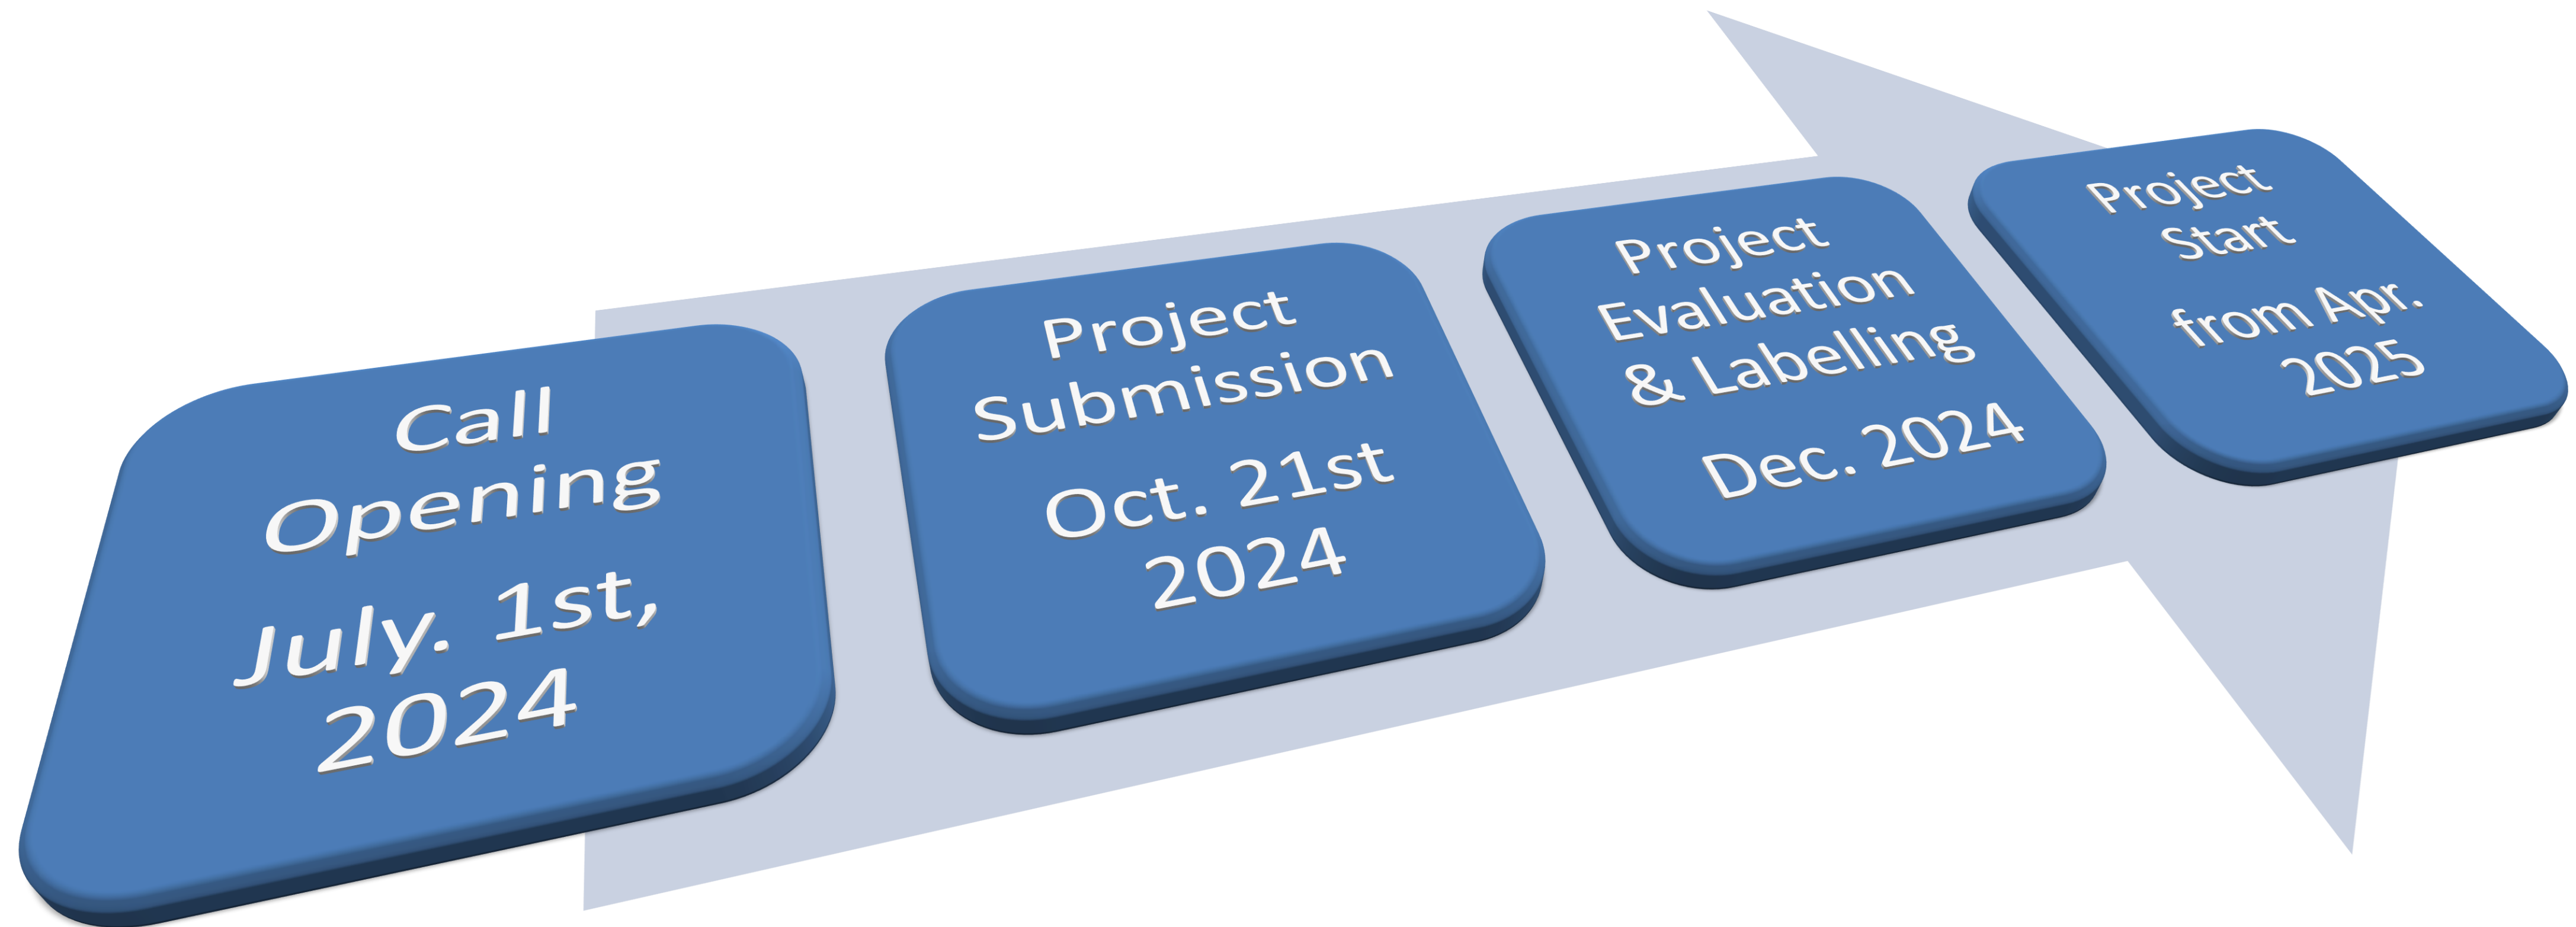 Call
Opening
July. 1st,
2024
Project
Submission
Oct. 21st
2024
Project
Evaluation
& Labelling
Dec. 2024
Project
Start
from Apr.
2025